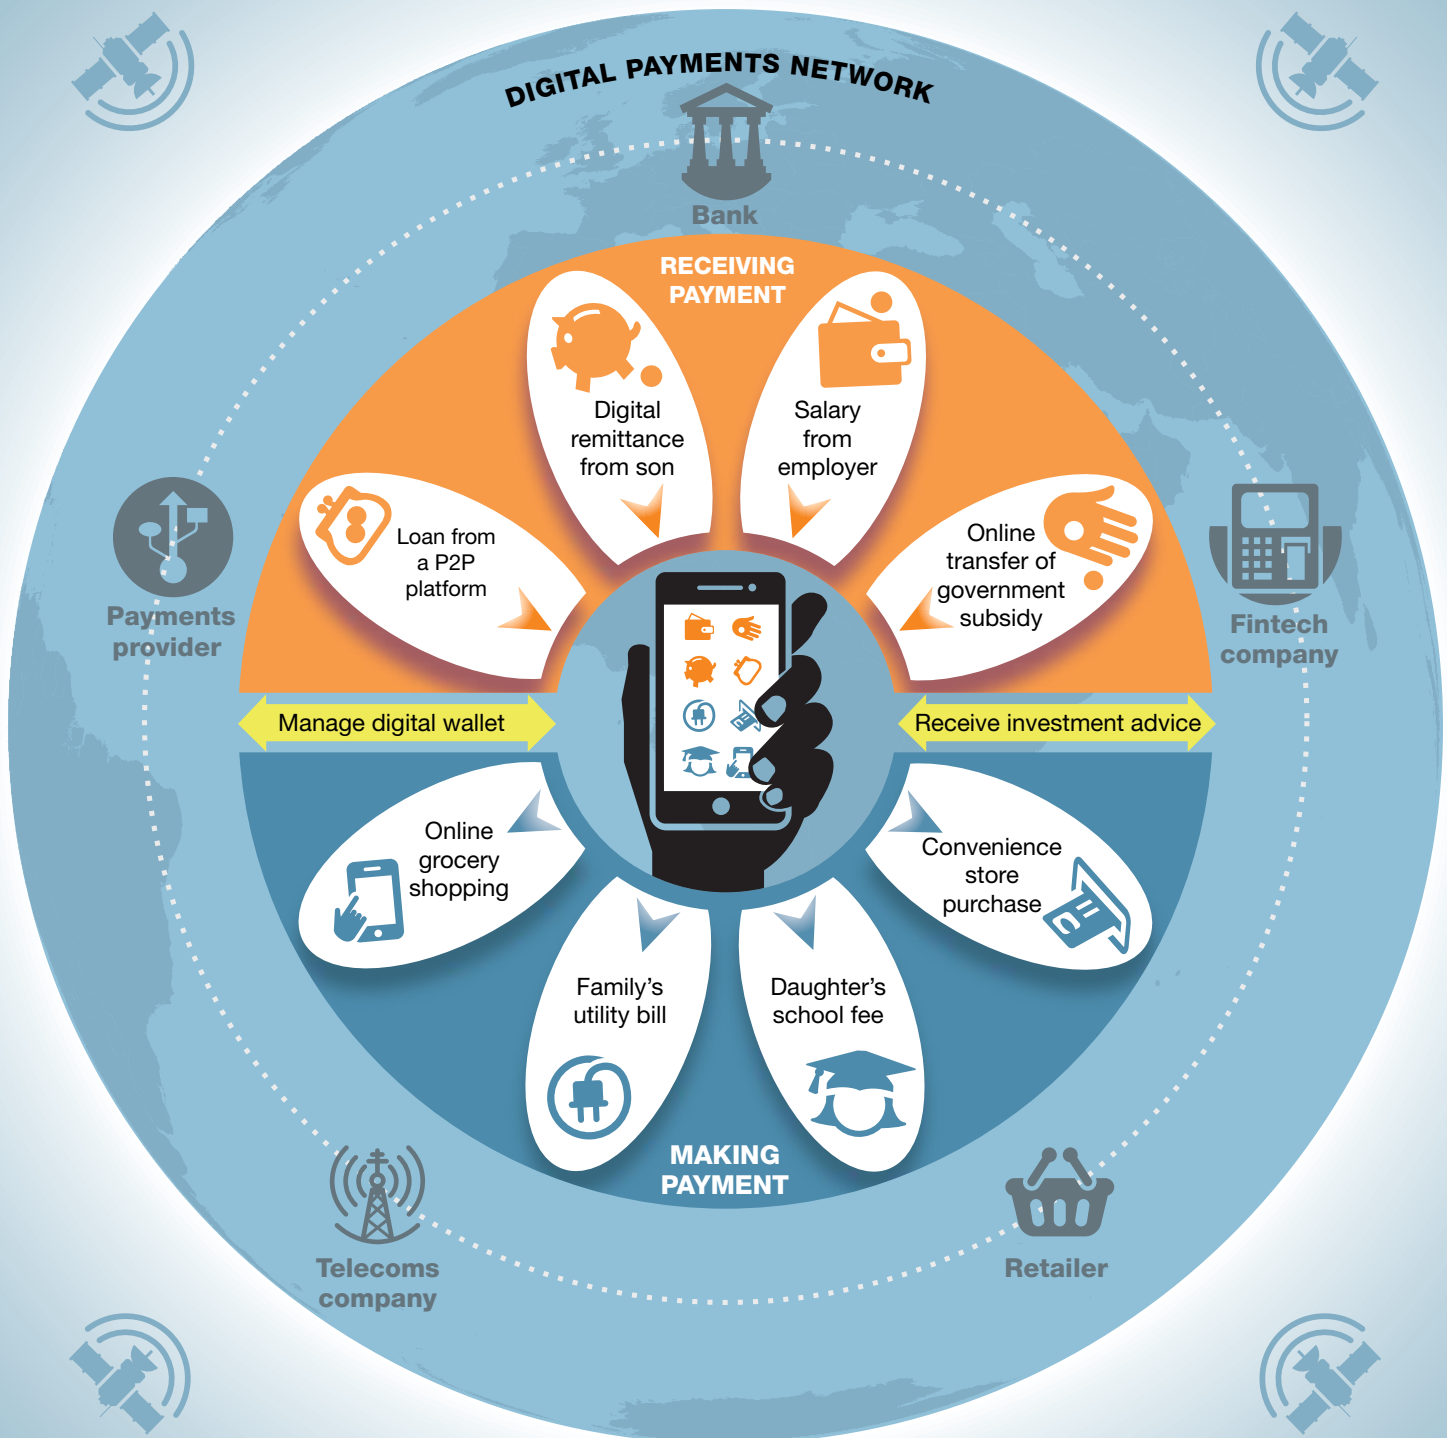 DIGITAL PAYMENTS NETWORK
Bank
RECEIVING
PAYMENT
Digital
remittance
from son
Salary
from
employer
Loan from
a P2P
platform
Online
transfer of
government
subsidy
Payments
provider
Fintech
company
Manage digital wallet
Receive investment advice
Online
grocery
shopping
Convenience
store
purchase
Family's
utility bill
Daughter's
school fee
MAKING
PAYMENT
Telecoms
company
Retailer